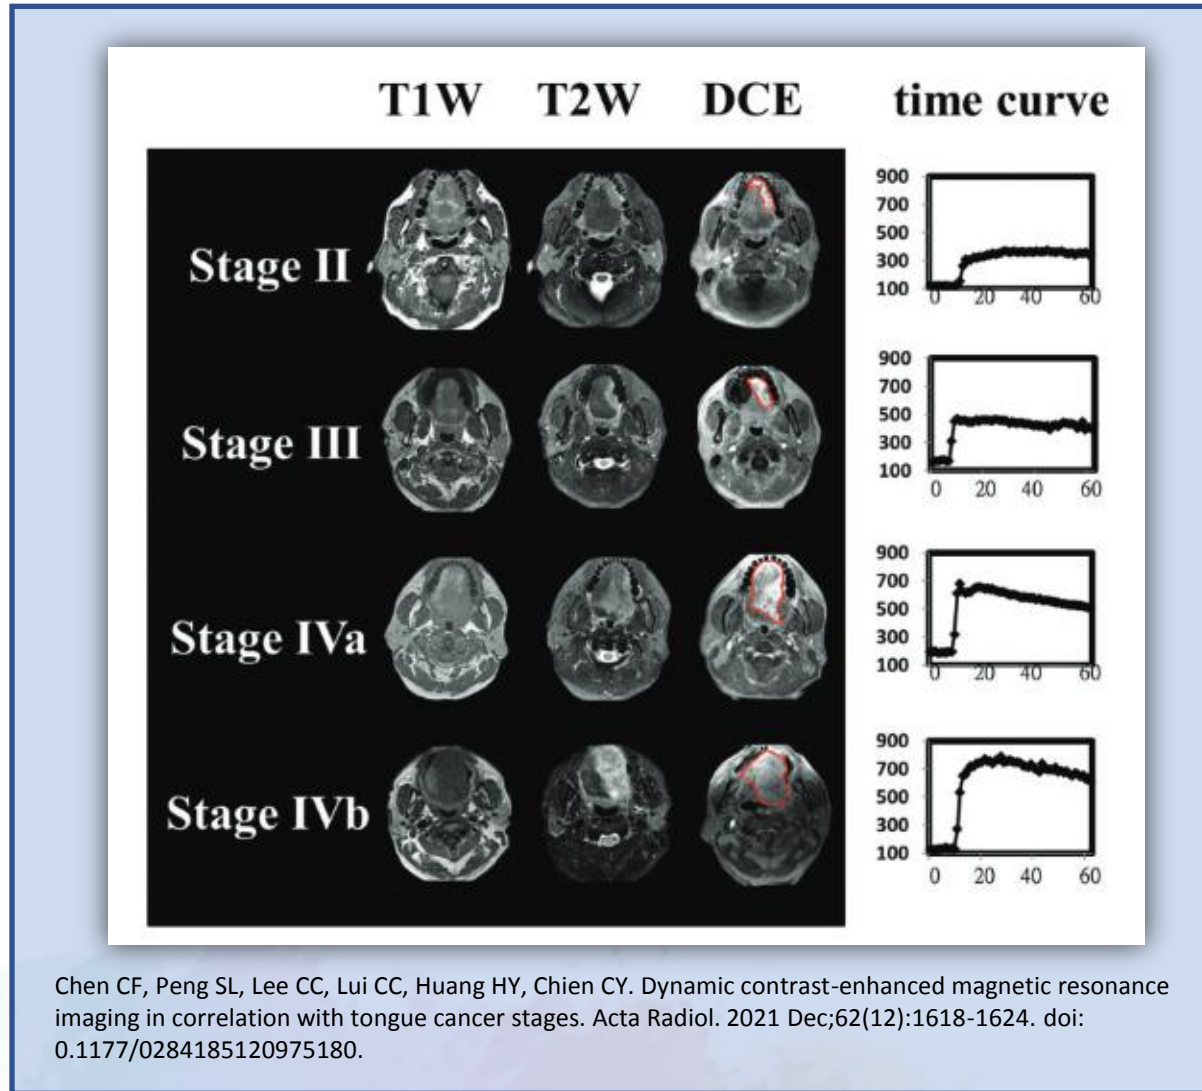 T1W T2W DCE time curve
Stage II
900
700
500
300
100
0 20 40 60
Stage III
900
700
500
300
100
0 20 40 60
Stage IVa
900
700
500
300
100
0 20 40 60
Stage IVb
900
700
500
300
100
0 20 40 60
Chen CF, Peng SL, Lee CC, Lui CC, Huang HY, Chien CY. Dynamic contrast-enhanced magnetic resonance
imaging in correlation with tongue cancer stages. Acta Radiol. 2021 Dec;62(12):1618-1624. doi:
0.1177/0284185120975180.